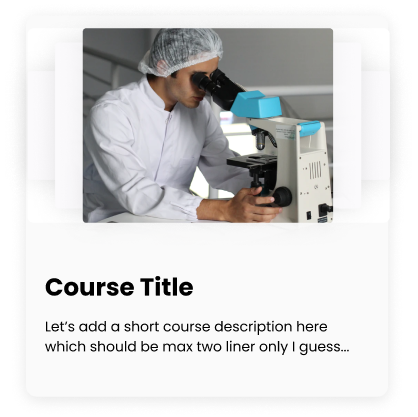 Course Title
Let’s add a short course description here
which should be max two liner only I guess...